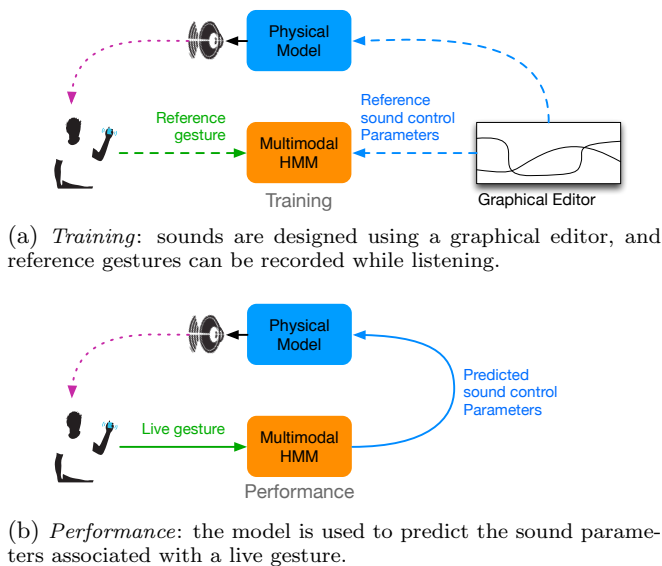 Physical
Model
Reference
gesture
Multimodal
HMM
Reference
sound control
Parameters
Training
Graphical Editor
(a) Training: sounds are designed using a graphical editor, and
reference gestures can be recorded while listening.
Physical
Model
Live gesture
Multimodal
HMM
Predicted
sound control
Parameters
Performance
(b) Performance: the model is used to predict the sound parame-
ters associated with a live gesture.